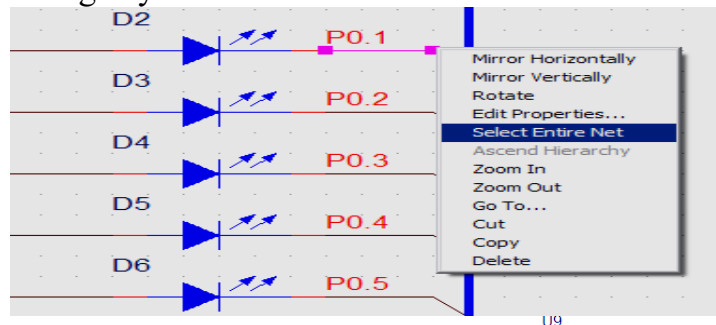 D2
P0.1
D3
P0.2
D4
P0.3
D5
P0.4
D6
P0.5
Mirror Horizontally
Mirror Vertically
Rotate
Edit Properties...
Select Entire Net
Ascend Hierarchy
Zoom In
Zoom Out
Go To...
Cut
Copy
Delete
U9